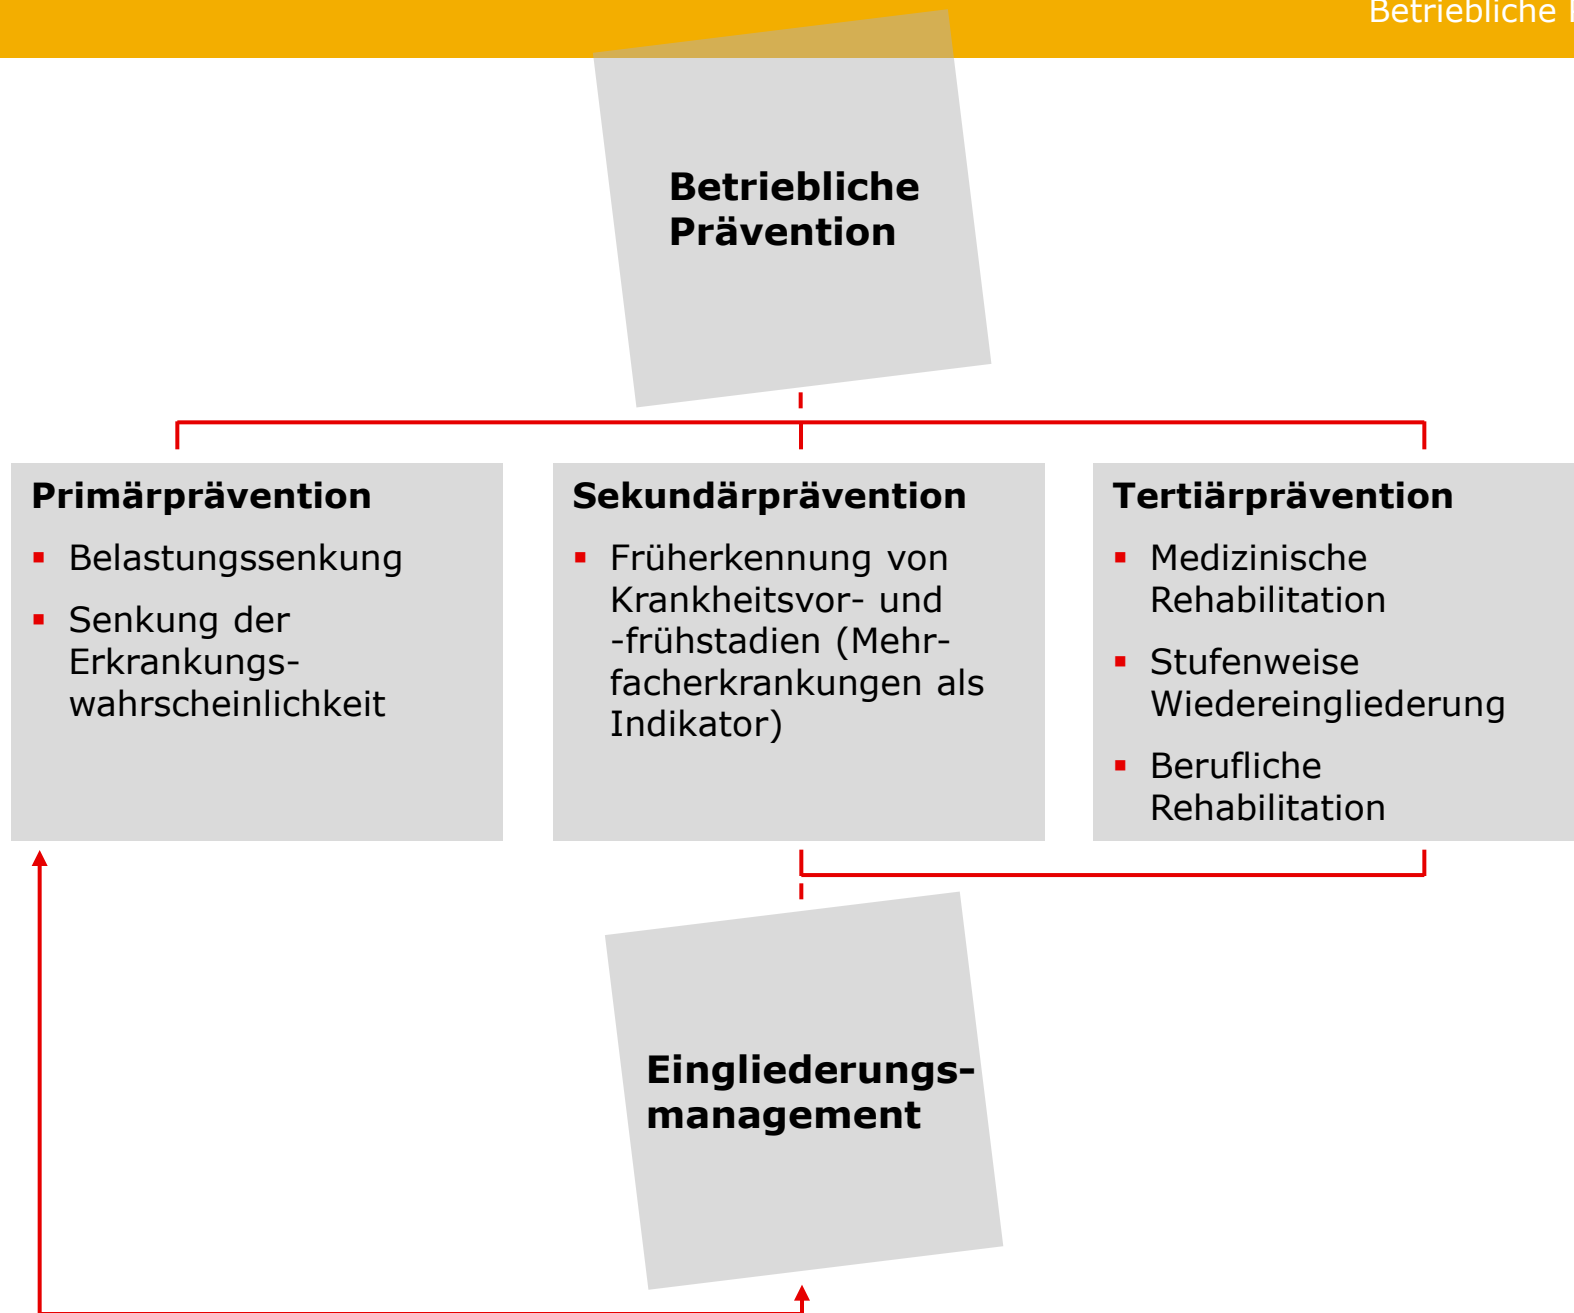 Betriebliche
Betriebliche
Prävention
Primärprävention
Belastungssenkung
Senkung der
Erkrankungs-
wahrscheinlichkeit
Sekundärprävention
Früherkennung von
Krankheitsvor- und
-frühstadien (Mehr-
facherkrankungen als
Indikator)
Tertiärprävention
Medizinische
Rehabilitation
Stufenweise
Wiedereingliederung
Berufliche
Rehabilitation
Eingliederungs-
management